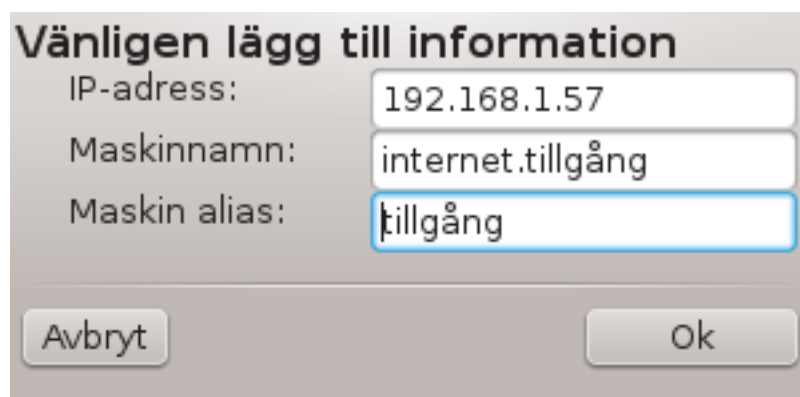 Vänligen lägg till information
IP-adress: 192.168.1.57
Maskinnamn: internet.tillgång
Maskin alias: tillgång
Avbryt Ok